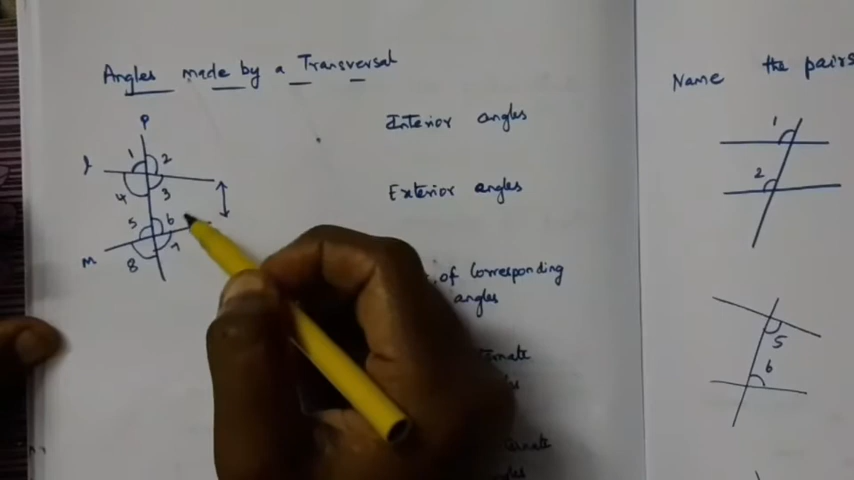 Angles made by a Transversal
Name the pairs
P
Interior angles
1
1 2
l
2
4 3
Exterior angles
5 6
m
7
8
of Corresponding
angles
5
6